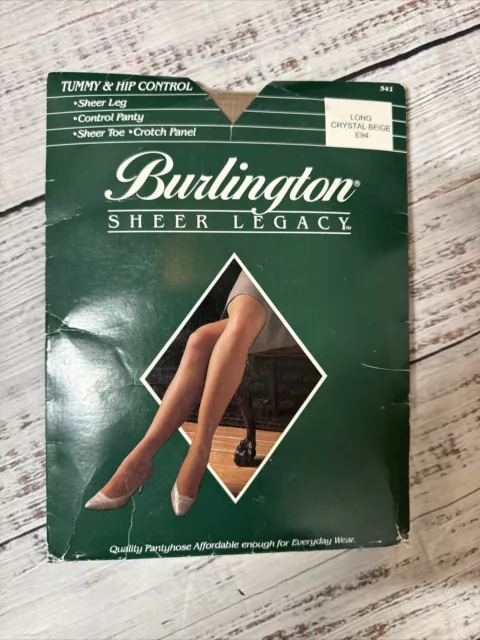 TUMMY & HIP CONTROL
341
•Sheer Leg
•Control Panty
•Sheer Toe •Crotch Panel
LONG
CRYSTAL BEIGE
E94
Burlington®
SHEER LEGACY™
Quality Pantyhose Affordable enough for Everyday Wear.